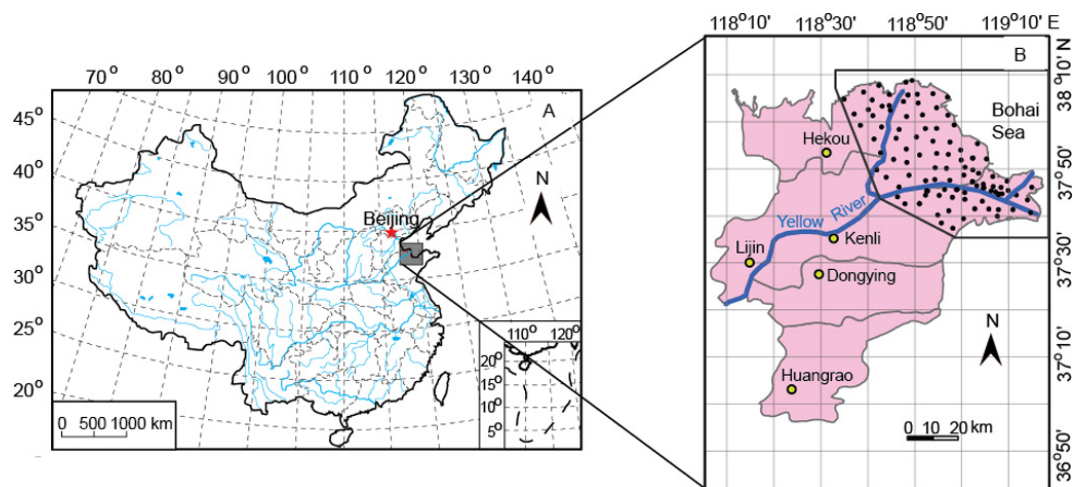 70° 80° 90° 100° 110° 120° 130° 140°
45°
40°
35°
30°
25°
20°
A
N
Beijing
0 500 1000 km
110° 120°
20°
15°
10°
5°
118°10' 118°30' 118°50' 119°10' E
B
Bohai
Sea
Hekou
Yellow River
Kenli
Lijin
Dongying
N
Huangrao
0 10 20 km
38°10' N
37°50'
37°30'
37°10'
36°50'